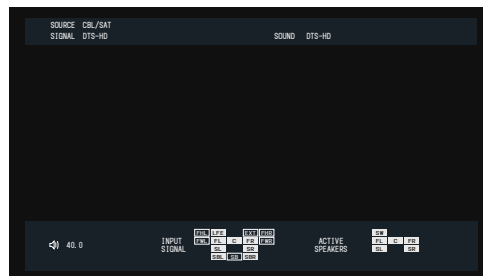 SOURCE CBL/SAT
SIGNAL DTS-HD SOUND DTS-HD
40.0
INPUT SIGNAL
FHL LFE EXT FHR
FWL FL C FR FWR
SL SR
SBL SB SBR
ACTIVE SPEAKERS
SW
FL C FR
SL SR